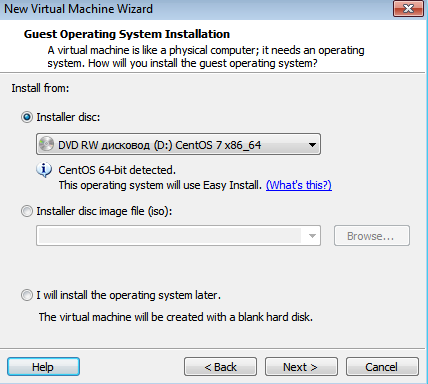 New Virtual Machine Wizard
Guest Operating System Installation
A virtual machine is like a physical computer; it needs an operating
system. How will you install the guest operating system?
Install from:
Installer disc:
DVD RW дисковод (D:) CentOS 7 x86_64
CentOS 64-bit detected.
This operating system will use Easy Install. (What's this?)
Installer disc image file (iso):
Browse...
I will install the operating system later.
The virtual machine will be created with a blank hard disk.
Help < Back Next > Cancel